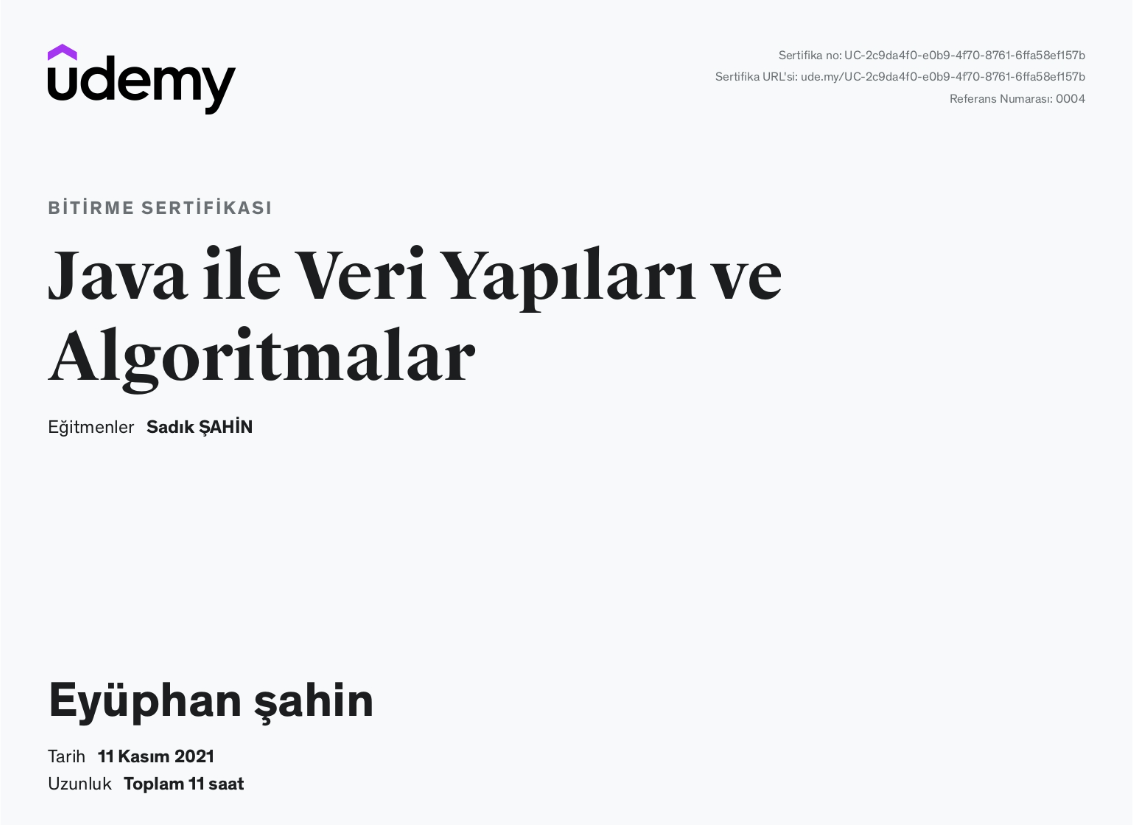 udemy
Sertifika no: UC-2c9da4f0-e0b9-4f70-8761-6ffa58ef157b
Sertifika URL'si: ude.my/UC-2c9da4f0-e0b9-4f70-8761-6ffa58ef157b
Referans Numarası: 0004
BİTİRME SERTİFİKASI
Java ile Veri Yapıları ve
Algoritmalar
Eğitmenler Sadık ŞAHİN
Eyüphan şahin
Tarih 11 Kasım 2021
Uzunluk Toplam 11 saat